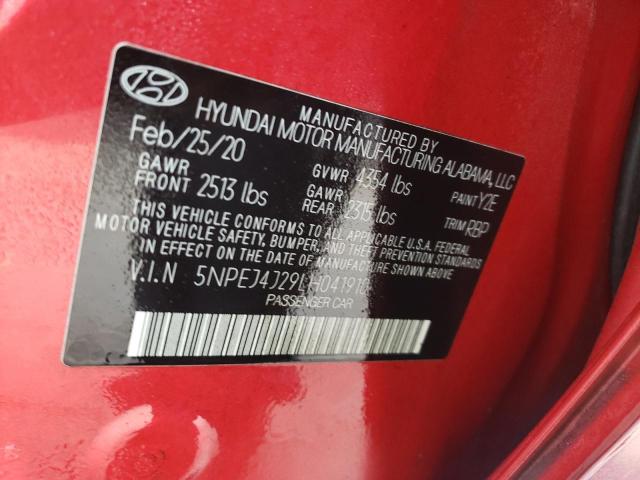 MANUFACTURED BY
HYUNDAI MOTOR MANUFACTURING ALABAMA, LLC
Feb/25/20 GVWR 4354 lbs PAINT YZE
GAWR FRONT 2513 lbs GAWR REAR 2315 lbs TRIM RBP
THIS VEHICLE CONFORMS TO ALL APPLICABLE U.S.A. FEDERAL
MOTOR VEHICLE SAFETY, BUMPER, AND THEFT PREVENTION STANDARDS
IN EFFECT ON THE DATE OF MANUFACTURE SHOWN ABOVE.
V.I.N 5NPEJ4J29LH041910
PASSENGER CAR